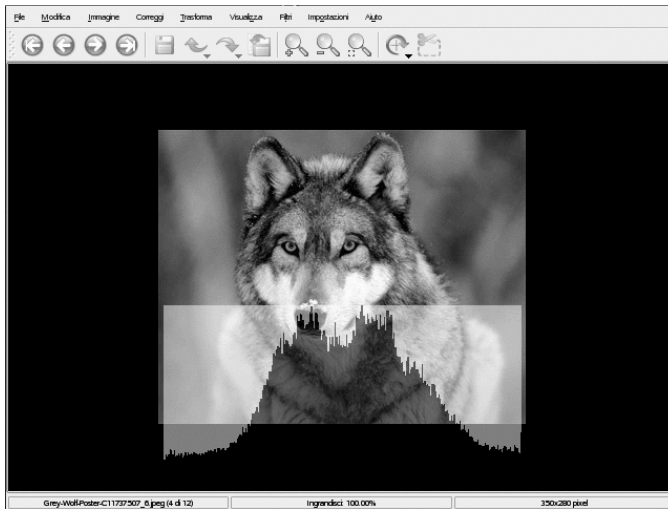 File Modifica Immagine Correggi Trasforma Visualizza Filtri Impostazioni Aiuto
Grey-Wolf-Poster-C11737507_6.jpeg (4 di 12) Ingrandisci: 100.00% 350x280 pixel